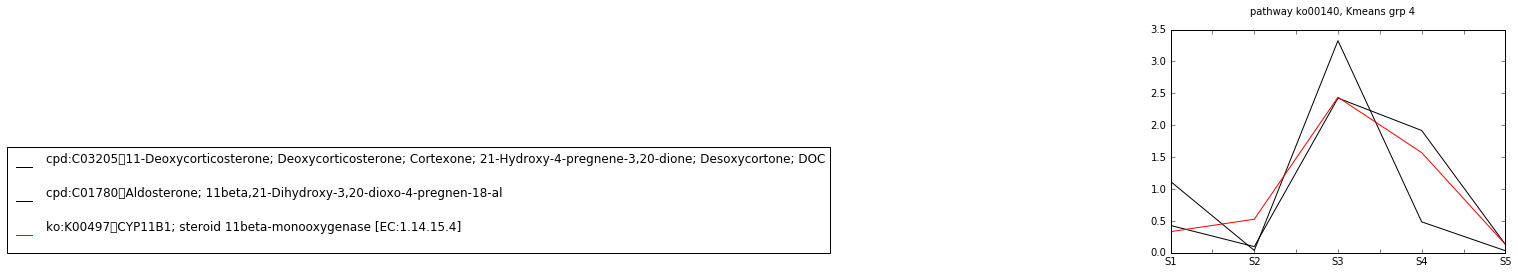 pathway ko00140, Kmeans grp 4
3.5
3.0
2.5
2.0
1.5
1.0
0.5
0.0
S1 S2 S3 S4 S5
cpd:C03205▯11-Deoxycorticosterone; Deoxycorticosterone; Cortexone; 21-Hydroxy-4-pregnene-3,20-dione; Desoxycortone; DOC
cpd:C01780▯Aldosterone; 11beta,21-Dihydroxy-3,20-dioxo-4-pregnen-18-al
ko:K00497▯CYP11B1; steroid 11beta-monooxygenase [EC:1.14.15.4]